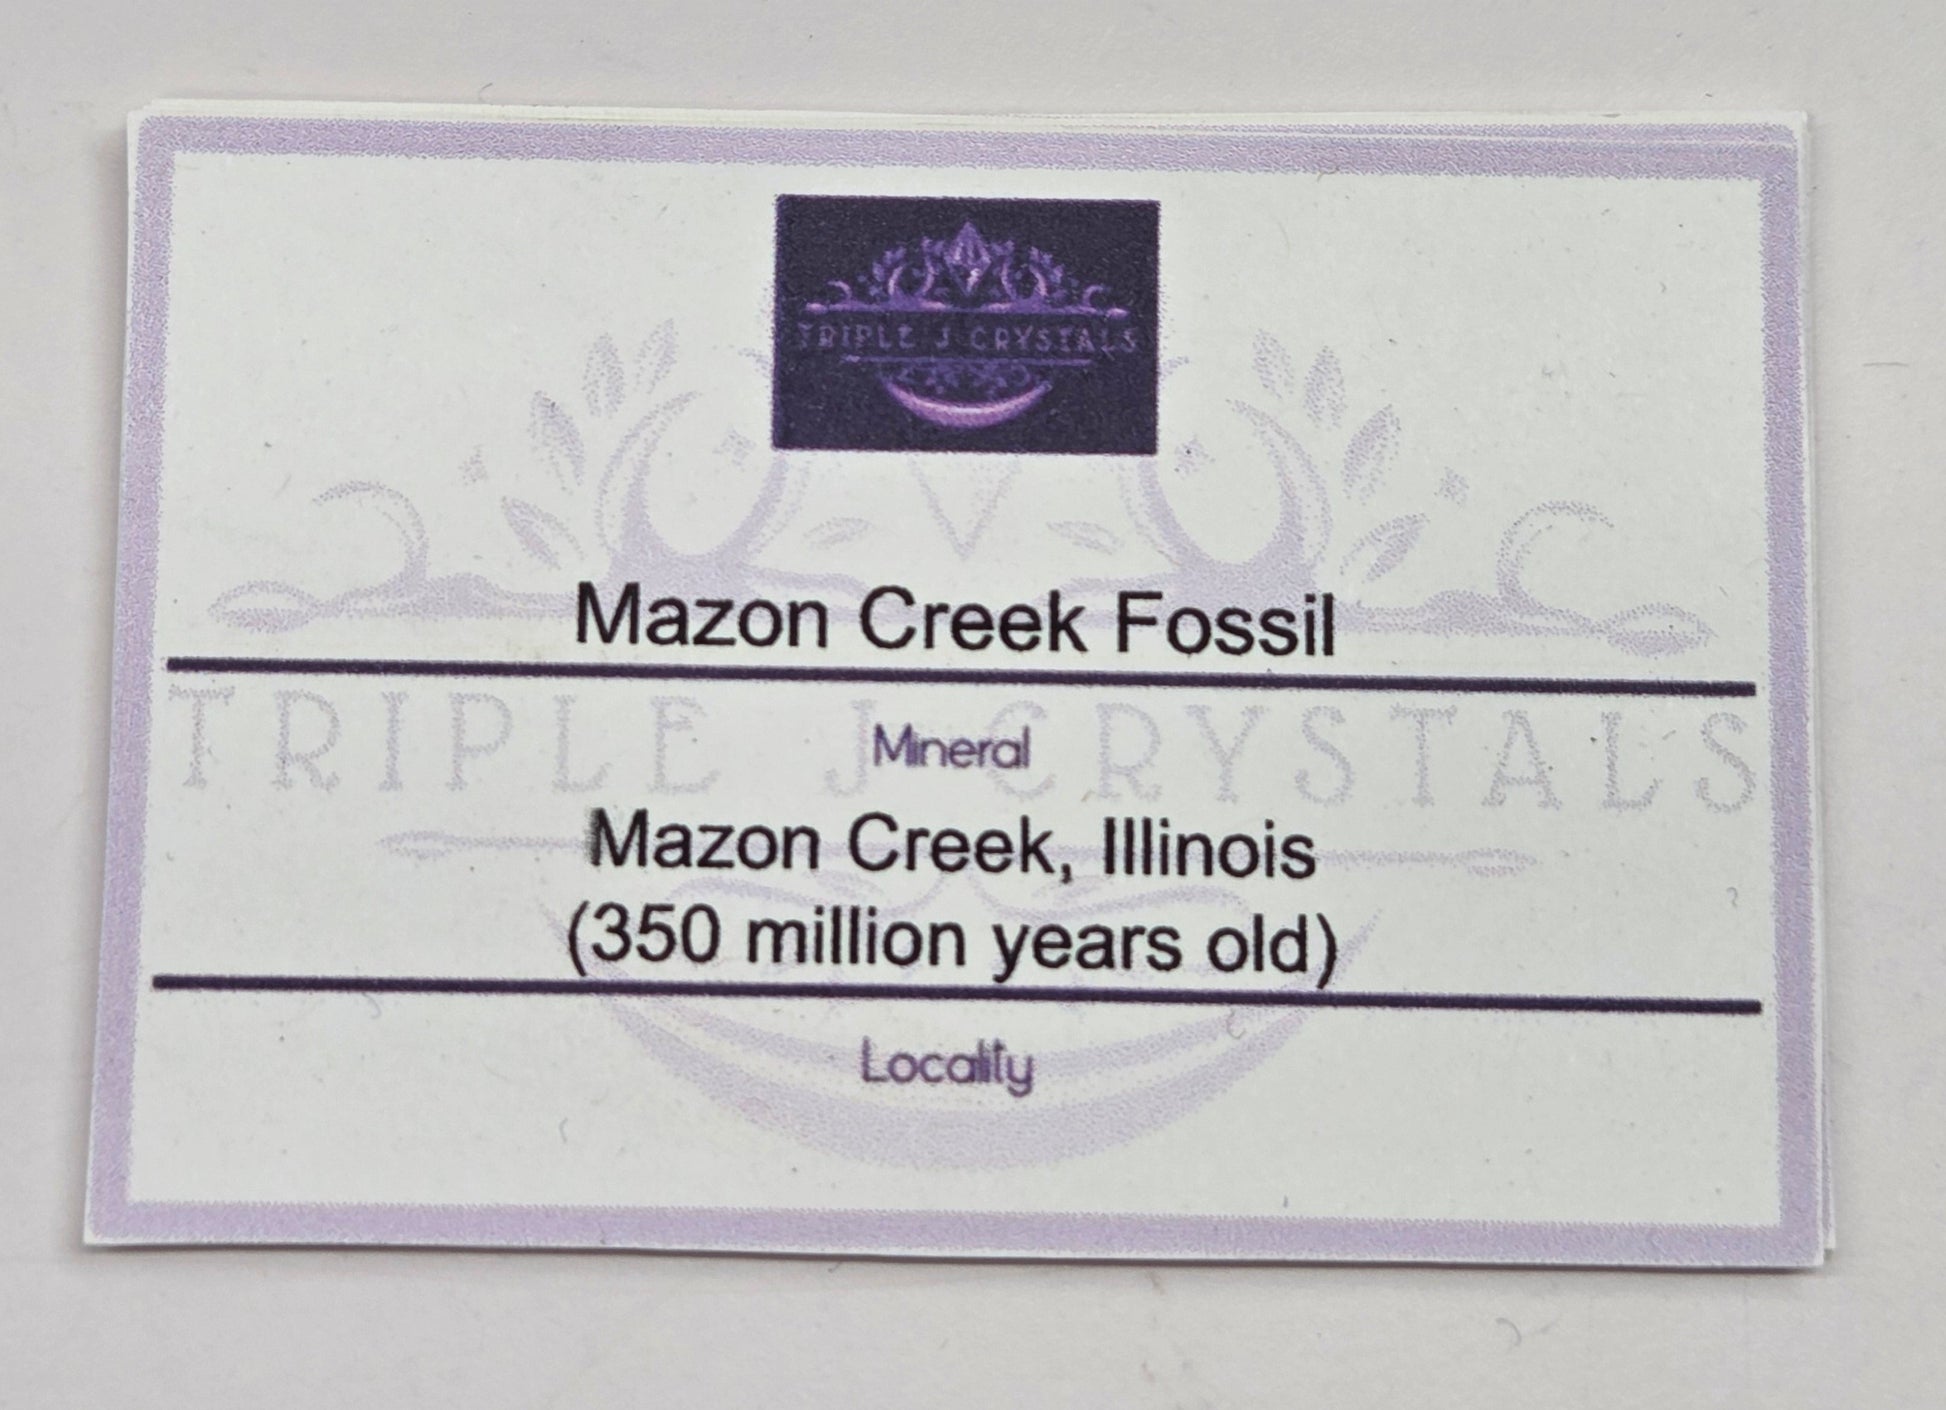 TRIPLE J CRYSTALS
Mazon Creek Fossil
TRIPLE J CRYSTALS
Mineral
Mazon Creek, Illinois
(350 million years old)
Locality